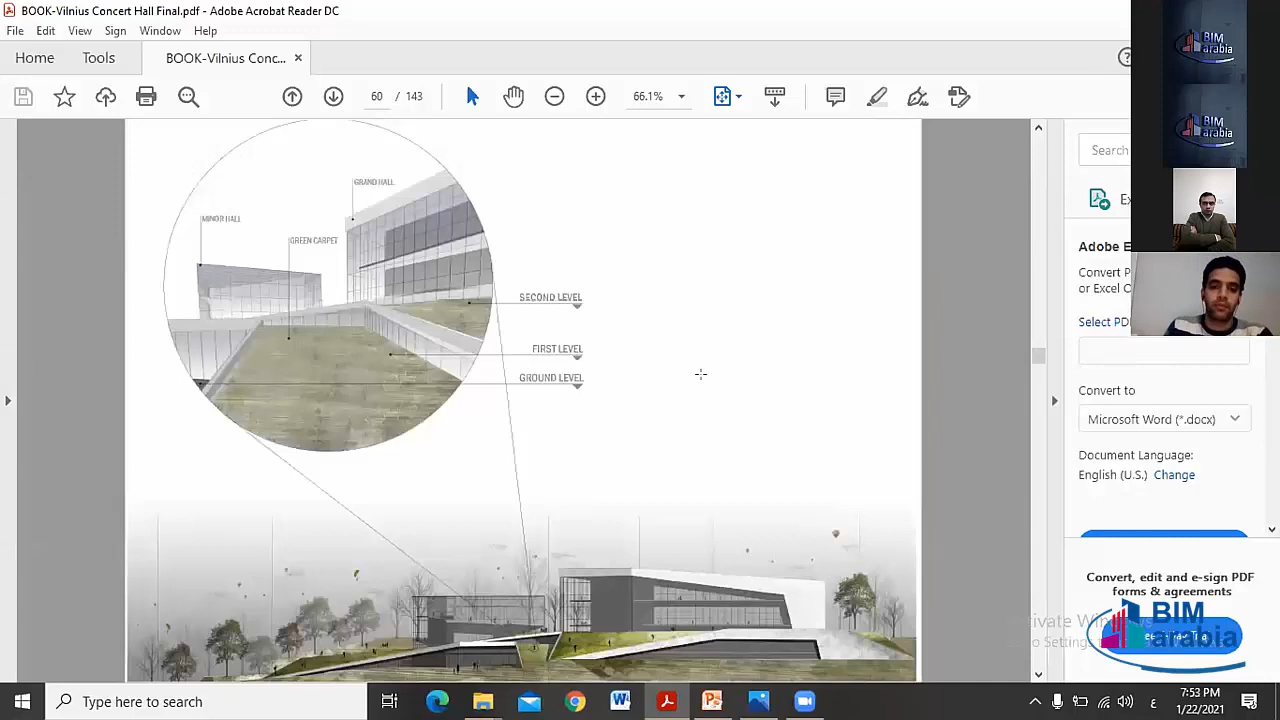 BOOK-Vilnius Concert Hall Final.pdf - Adobe Acrobat Reader DC
File Edit View Sign Window Help
Home Tools BOOK-Vilnius Conc... ×
60 / 143 66.1%
BIM
arabia
BIM
arabia
Search
Ex
Adobe E
Convert P
or Excel O
Select PD
Convert to
Microsoft Word (*.docx)
Document Language:
English (U.S.) Change
Convert, edit and e-sign PDF
forms & agreements
BIM
arabia
GRAND HALL
MINOR HALL
GREEN CARPET
SECOND LEVEL
FIRST LEVEL
GROUND LEVEL
Type here to search
ع
7:53 PM
1/22/2021